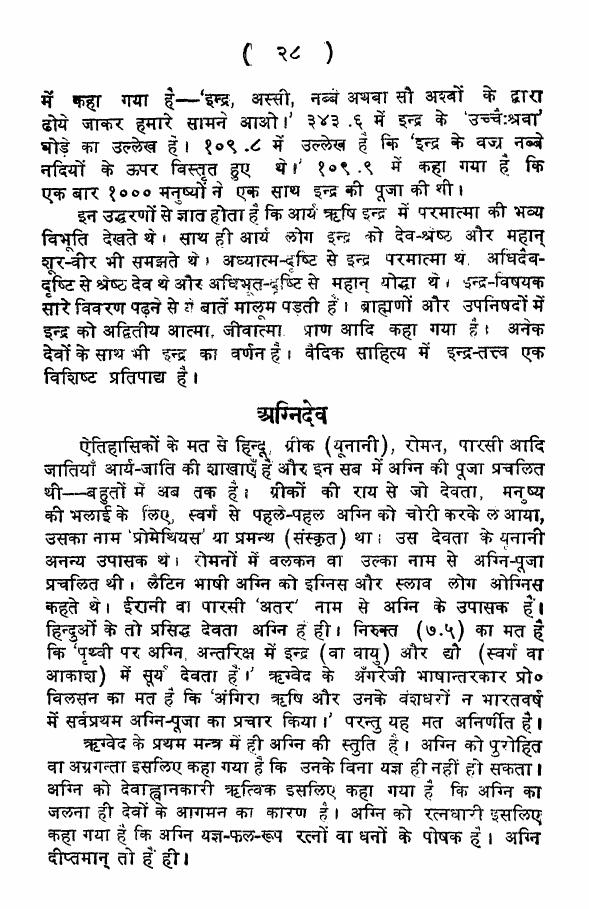 ( २८ )
में कहा गया है—'इन्द्र, अस्सी, नब्बे अथवा सौ अश्वों के द्वारा
ढोये जाकर हमारे सामने आओ।' ३४३.६ में इन्द्र के 'उच्चैःश्रवा'
घोड़े का उल्लेख है। १०९.८ में उल्लेख है कि 'इन्द्र के वज्र नब्बे
नदियों के ऊपर विस्तृत हुए थे।' १०९.९ में कहा गया है कि
एक बार १००० मनुष्यों ने एक साथ इन्द्र की पूजा की थी।
इन उद्धरणों से ज्ञात होता है कि आर्य ऋषि इन्द्र में परमात्मा की भव्य
विभूति देखते थे। साथ ही आर्य लोग इन्द्र को देव-श्रेष्ठ और महान्
शूर-वीर भी समझते थे। अध्यात्म-दृष्टि से इन्द्र परमात्मा थे, अधिदैव-
दृष्टि से श्रेष्ठ देव थे और अधिभूत-दृष्टि से महान् योद्धा थे। इन्द्र-विषयक
सारे विवरण पढ़ने से ये बातें मालूम पड़ती हैं। ब्राह्मणों और उपनिषदों में
इन्द्र को अद्वितीय आत्मा, जीवात्मा, प्राण आदि कहा गया है। अनेक
देवों के साथ भी इन्द्र का वर्णन है। वैदिक साहित्य में इन्द्र-तत्त्व एक
विशिष्ट प्रतिपाद्य है।
अग्निदेव
ऐतिहासिकों के मत से हिन्दू, ग्रीक (यूनानी), रोमन, पारसी आदि
जातियाँ आर्य-जाति की शाखाएँ हैं और इन सब में अग्नि की पूजा प्रचलित
थी—बहुतों में अब तक है। ग्रीकों की राय से जो देवता, मनुष्य
की भलाई के लिए, स्वर्ग से पहले-पहल अग्नि को चोरी करके ले आया,
उसका नाम 'प्रोमेथियस' या प्रमन्थ (संस्कृत) था। उस देवता के यूनानी
अनन्य उपासक थे। रोमनों में वलकन वा उल्का नाम से अग्नि-पूजा
प्रचलित थी। लैटिन भाषी अग्नि को इग्निस और स्लाव लोग ओग्निस
कहते थे। ईरानी वा पारसी 'अतर' नाम से अग्नि के उपासक हैं।
हिन्दुओं के तो प्रसिद्ध देवता अग्नि हैं ही। निरुक्त (७.५) का मत है
कि 'पृथ्वी पर अग्नि, अन्तरिक्ष में इन्द्र (वा वायु) और द्यौ (स्वर्ग वा
आकाश) में सूर्य देवता हैं।' ऋग्वेद के अँगरेजी भाषान्तरकार प्रो०
विलसन का मत है कि 'अंगिरा ऋषि और उनके वंशधरों ने भारतवर्ष
में सर्वप्रथम अग्नि-पूजा का प्रचार किया।' परन्तु यह मत अनिर्णीत है।
ऋग्वेद के प्रथम मन्त्र में ही अग्नि की स्तुति है। अग्नि को पुरोहित
वा अग्रगन्ता इसलिए कहा गया है कि उनके विना यज्ञ ही नहीं हो सकता।
अग्नि को देवाह्वानकारी ऋत्विक इसलिए कहा गया है कि अग्नि का
जलना ही देवों के आगमन का कारण है। अग्नि को रत्नधारी इसलिए
कहा गया है कि अग्नि यज्ञ-फल-रूप रत्नों वा धनों के पोषक हैं। अग्नि
दीप्तमान् तो हैं ही।